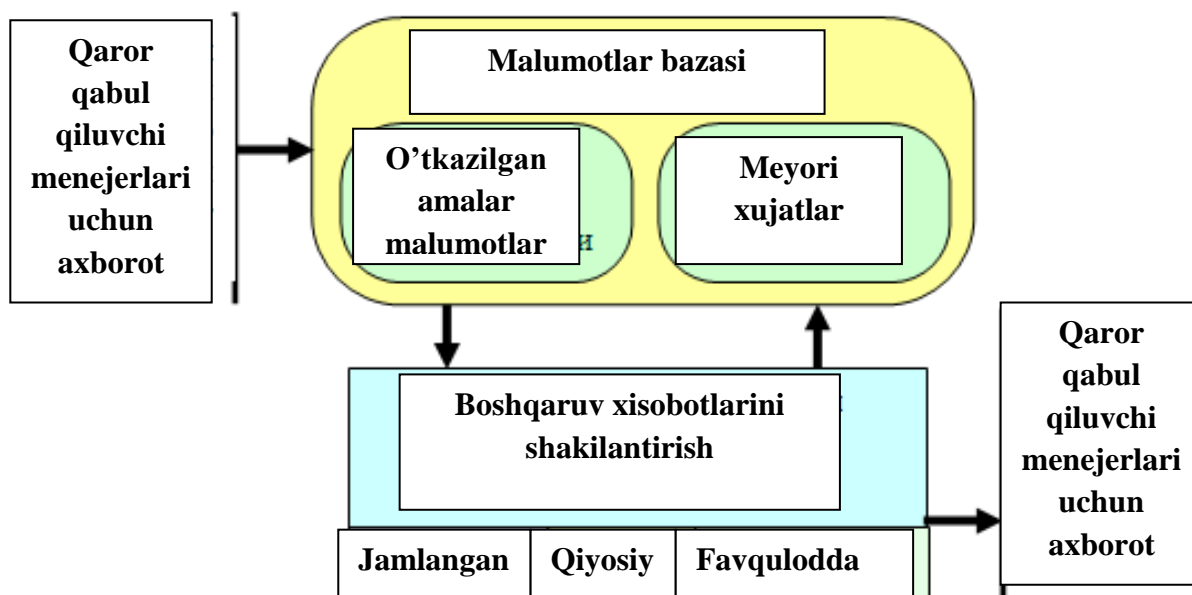 Qaror
qabul
qiluvchi
menejerlari
uchun
axborot
Malumotlar bazasi
O’tkazilgan
amalar
malumotlar
и
Meyori
xujatlar
Boshqaruv xisobotlarini
shakilantirish
Jamlangan
Qiyosiy
Favqulodda
Qaror
qabul
qiluvchi
menejerlari
uchun
axborot